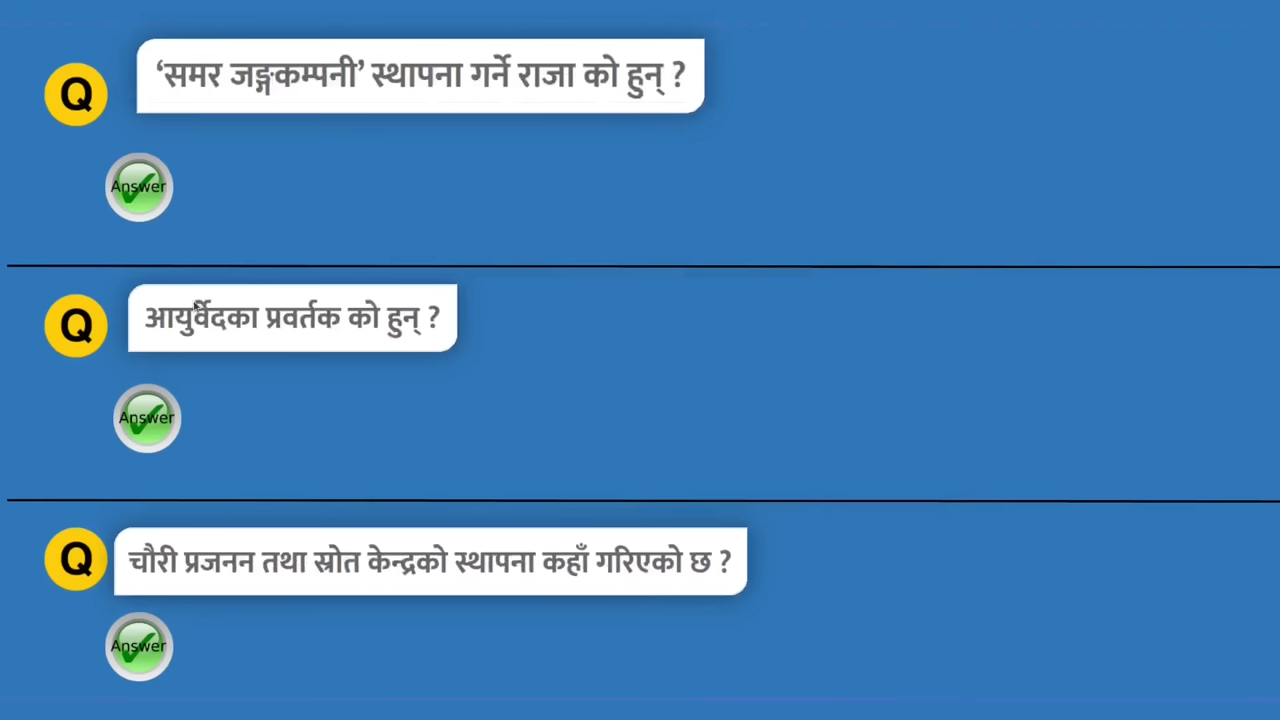 Q
‘समर जङ्गकम्पनी’ स्थापना गर्ने राजा को हुन् ?
Answer
Q
आयुर्वेदका प्रवर्तक को हुन् ?
Answer
Q
चौरी प्रजनन तथा स्रोत केन्द्रको स्थापना कहाँ गरिएको छ ?
Answer